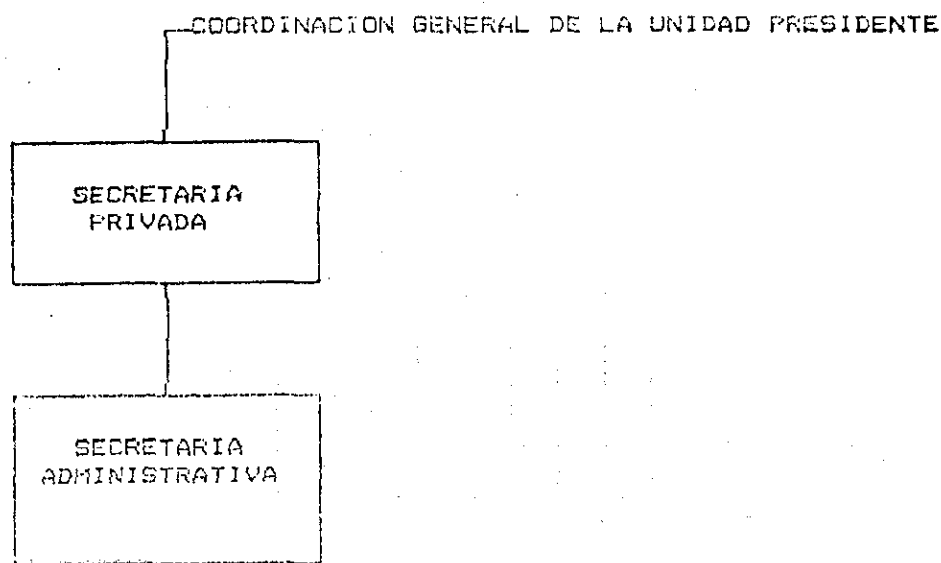 COORDINACION GENERAL DE LA UNIDAD PRESIDENTE
SECRETARIA
PRIVADA
SECRETARIA
ADMINISTRATIVA